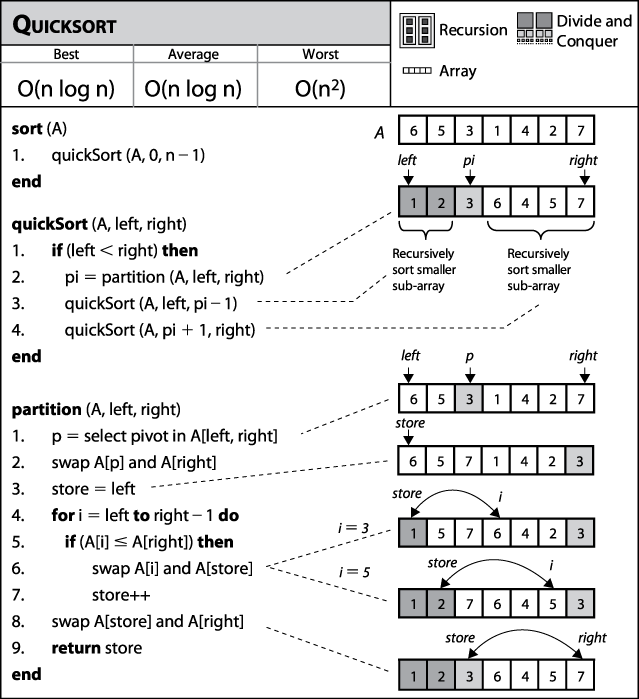 QUICKSORT
Best Average Worst
O(n log n) O(n log n) O(n²)
Recursion
Divide and
Conquer
Array
sort (A)
1. quickSort (A, 0, n – 1)
end
quickSort (A, left, right)
1. if (left < right) then
2. pi = partition (A, left, right)
3. quickSort (A, left, pi – 1)
4. quickSort (A, pi + 1, right)
end
partition (A, left, right)
1. p = select pivot in A[left, right]
2. swap A[p] and A[right]
3. store = left
4. for i = left to right – 1 do
5. if (A[i] ≤ A[right]) then
6. swap A[i] and A[store]
7. store++
8. swap A[store] and A[right]
9. return store
end
A 6 5 3 1 4 2 7
left pi right
1 2 3 6 4 5 7
Recursively
sort smaller
sub-array
Recursively
sort smaller
sub-array
left p right
6 5 3 1 4 2 7
store
6 5 7 1 4 2 3
store i
i = 3
1 5 7 6 4 2 3
store i
i = 5
1 2 7 6 4 5 3
store right
1 2 3 6 4 5 7